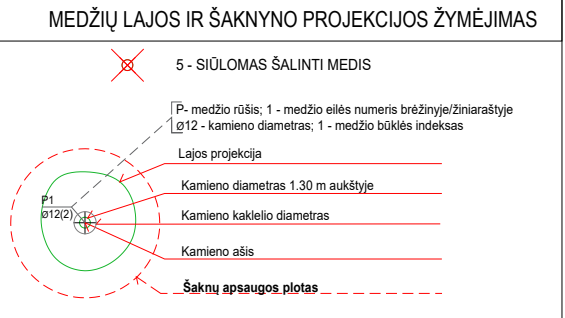 MEDŽIŲ LAJOS IR ŠAKNYNO PROJEKCIJOS ŽYMĖJIMAS
5 - SIŪLOMAS ŠALINTI MEDIS
P- medžio rūšis; 1 - medžio eilės numeris brėžinyje/žiniaraštyje
Ø12 - kamieno diametras; 1 - medžio būklės indeksas
Lajos projekcija
Kamieno diametras 1.30 m aukštyje
P1
Ø12(2)
Kamieno kaklelio diametras
Kamieno ašis
Šaknų apsaugos plotas